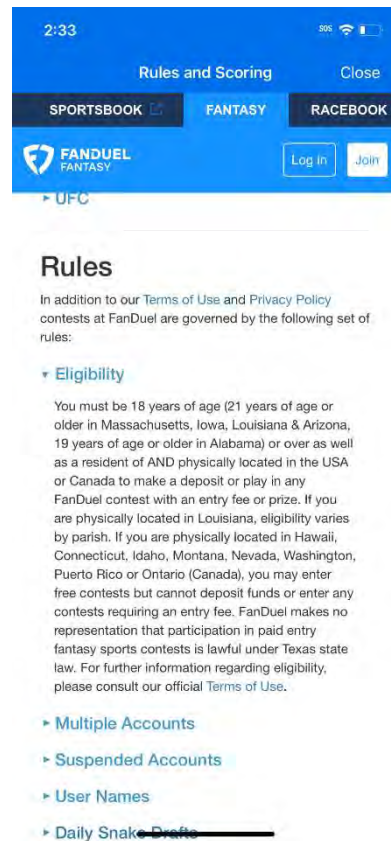 2:33
SOS
Rules and Scoring Close
SPORTSBOOK FANTASY RACEBOOK
FANDUEL
FANTASY
Log in Join
UFC
Rules
In addition to our Terms of Use and Privacy Policy
contests at FanDuel are governed by the following set of
rules:
Eligibility
You must be 18 years of age (21 years of age or
older in Massachusetts, Iowa, Louisiana & Arizona,
19 years of age or older in Alabama) or over as well
as a resident of AND physically located in the USA
or Canada to make a deposit or play in any
FanDuel contest with an entry fee or prize. If you
are physically located in Louisiana, eligibility varies
by parish. If you are physically located in Hawaii,
Connecticut, Idaho, Montana, Nevada, Washington,
Puerto Rico or Ontario (Canada), you may enter
free contests but cannot deposit funds or enter any
contests requiring an entry fee. FanDuel makes no
representation that participation in paid entry
fantasy sports contests is lawful under Texas state
law. For further information regarding eligibility,
please consult our official Terms of Use.
Multiple Accounts
Suspended Accounts
User Names
Daily Snake Drafts